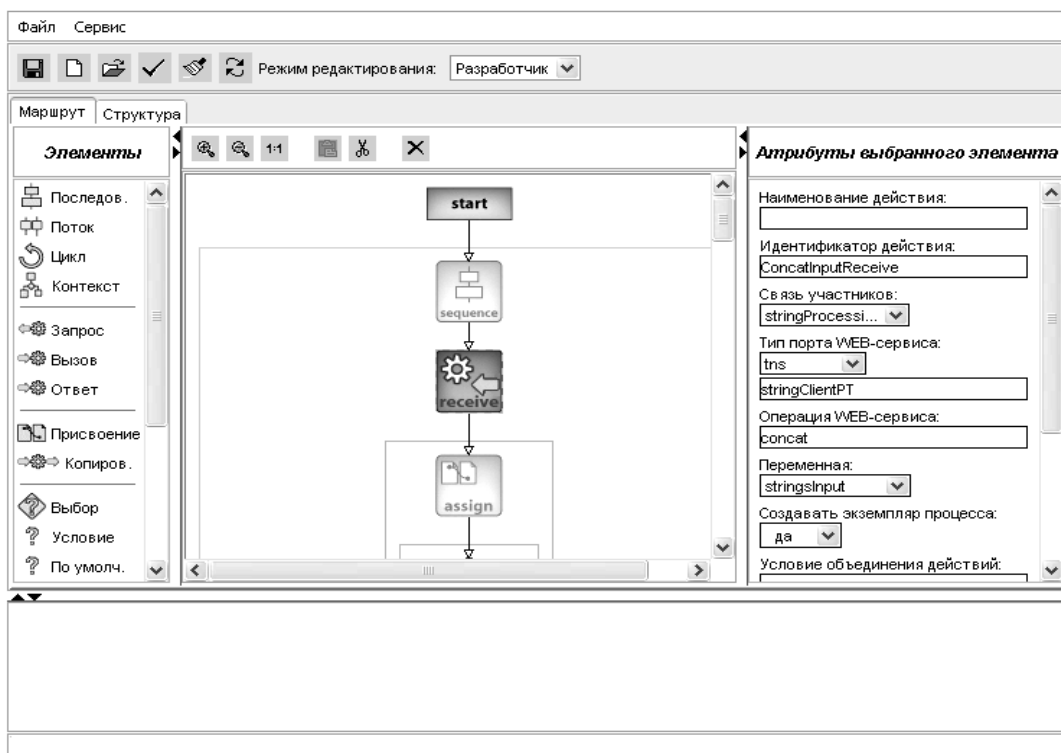 Файл Сервис
Режим редактирования: Разработчик
Маршрут Структура
Элементы
1:1
Атрибуты выбранного элемента
Последов.
Поток
Цикл
Контекст
Запрос
Вызов
Ответ
Присвоение
Копиров.
Выбор
Условие
По умолч.
start
sequence
receive
assign
Наименование действия:
Идентификатор действия:
ConcatInputReceive
Связь участников:
stringProcessi...
Тип порта WEB-сервиса:
tns
stringClientPT
Операция WEB-сервиса:
concat
Переменная:
stringsInput
Создавать экземпляр процесса:
да
Условие объединения действий: